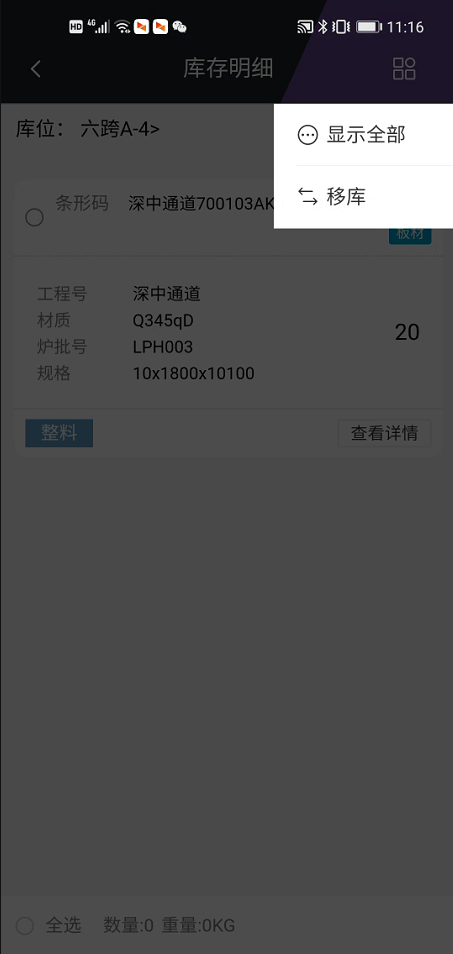 HD 4G 11:16
库存明细
显示全部
移库
库位： 六跨A-4>
条形码 深中通道700103AK
板材
工程号 深中通道
材质 Q345qD
炉批号 LPH003
规格 10x1800x10100
20
整料 查看详情
全选 数量:0 重量:0KG